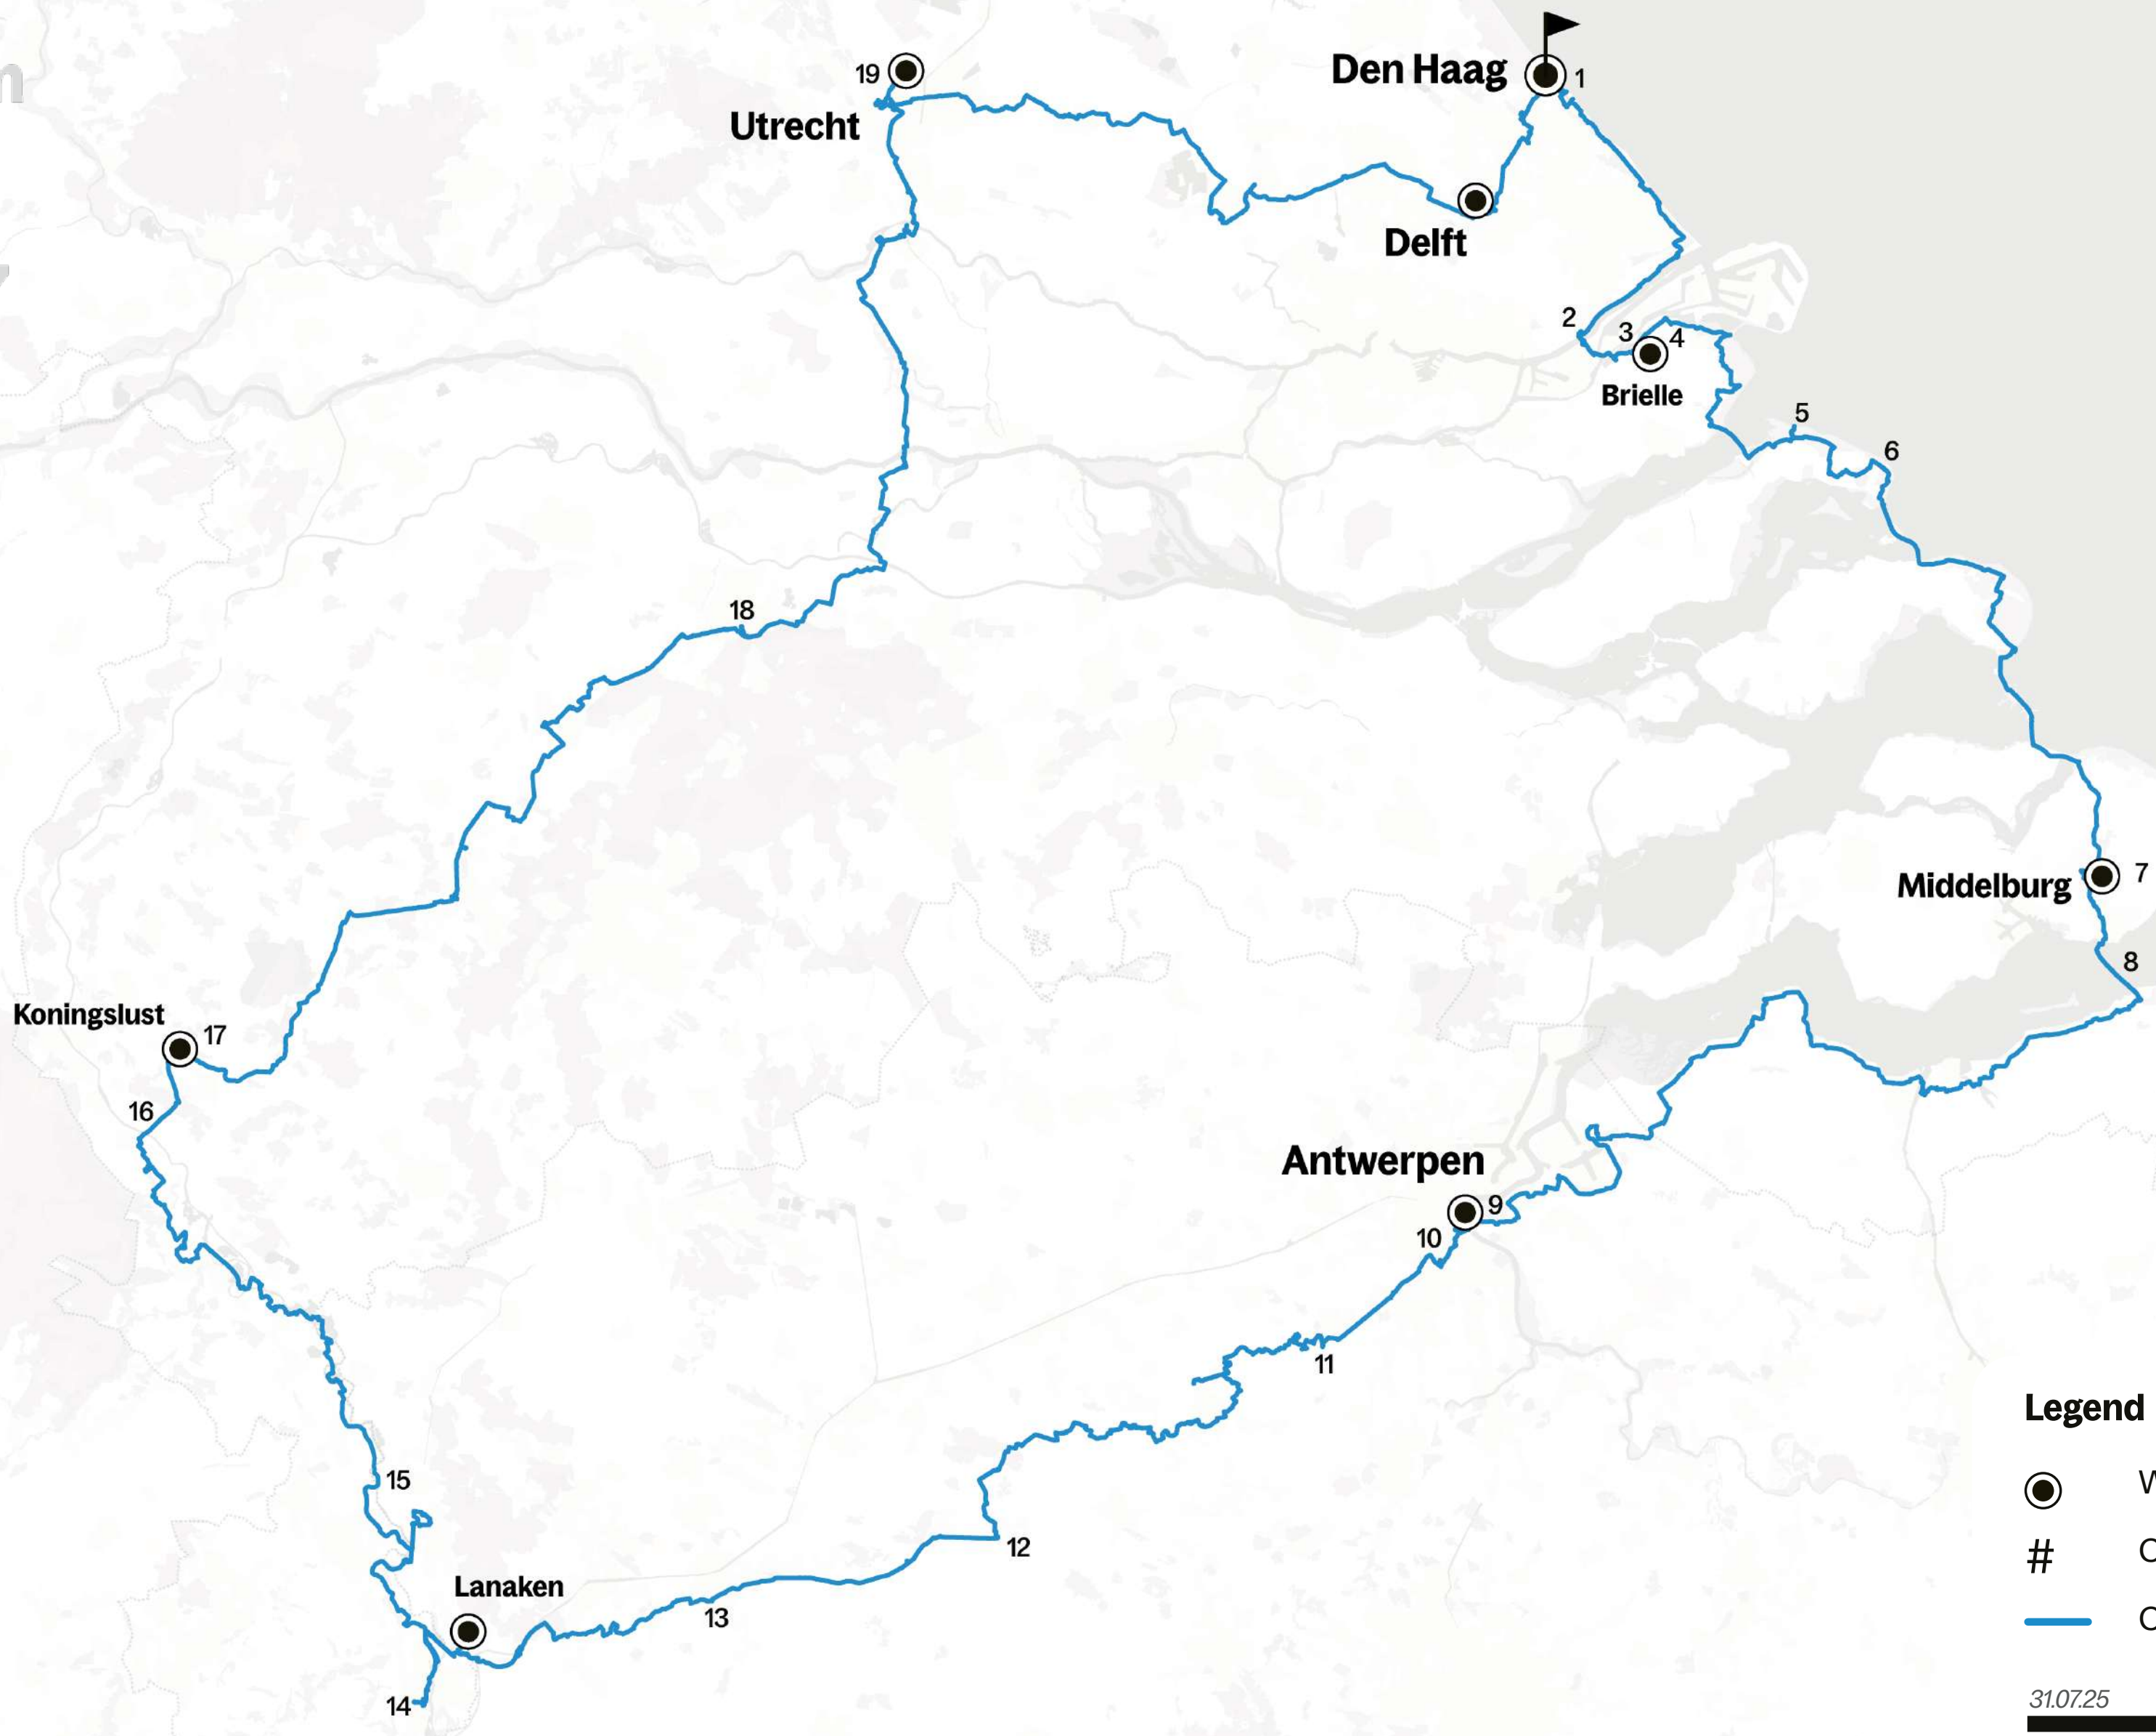 19
Den Haag
1
Utrecht
Delft
2
3
4
Brielle
5
6
18
7
Middelburg
8
Koningslust
17
16
Antwerpen
9
10
11
Legend
15
12
#
Lanaken
13
31.07.25
14